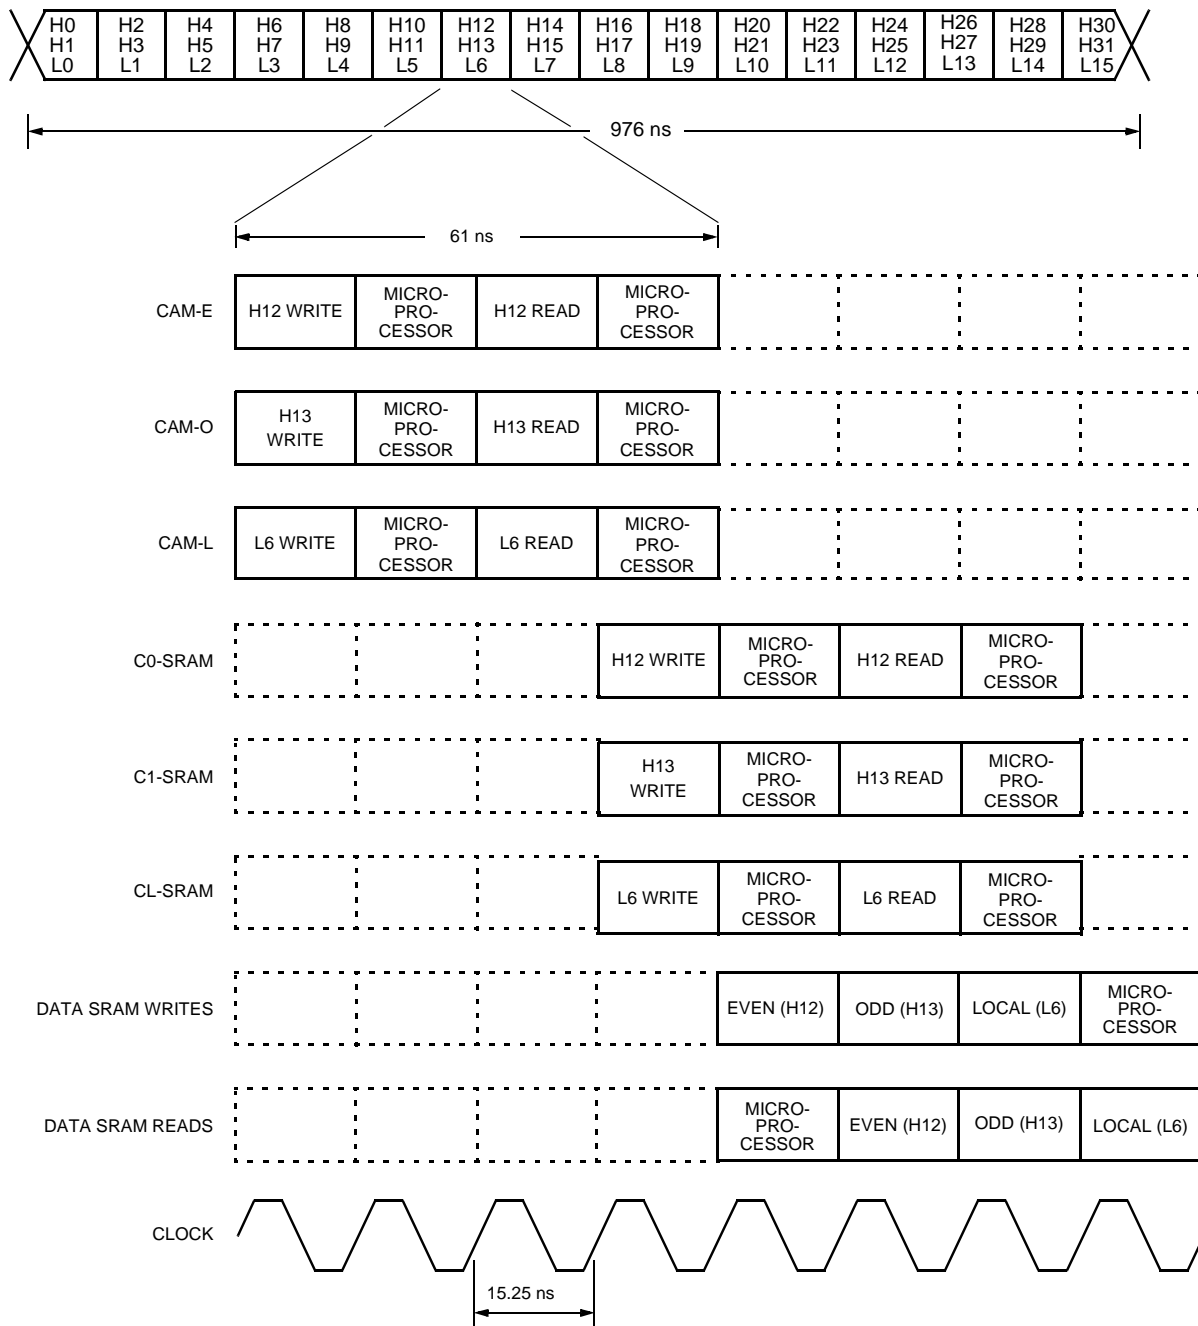 H0 H2 H4 H6 H8 H10 H12 H14 H16 H18 H20 H22 H24 H26 H28 H30
H1 H3 H5 H7 H9 H11 H13 H15 H17 H19 H21 H23 H25 H27 H29 H31
L0 L1 L2 L3 L4 L5 L6 L7 L8 L9 L10 L11 L12 L13 L14 L15
976 ns
61 ns
CAM-E
H12 WRITE
MICRO-
PRO-
CESSOR
H12 READ
MICRO-
PRO-
CESSOR
CAM-O
H13
WRITE
MICRO-
PRO-
CESSOR
H13 READ
MICRO-
PRO-
CESSOR
CAM-L
L6 WRITE
MICRO-
PRO-
CESSOR
L6 READ
MICRO-
PRO-
CESSOR
C0-SRAM
H12 WRITE
MICRO-
PRO-
CESSOR
H12 READ
MICRO-
PRO-
CESSOR
C1-SRAM
H13
WRITE
MICRO-
PRO-
CESSOR
H13 READ
MICRO-
PRO-
CESSOR
CL-SRAM
L6 WRITE
MICRO-
PRO-
CESSOR
L6 READ
MICRO-
PRO-
CESSOR
DATA SRAM WRITES
EVEN (H12)
ODD (H13)
LOCAL (L6)
MICRO-
PRO-
CESSOR
DATA SRAM READS
MICRO-
PRO-
CESSOR
EVEN (H12)
ODD (H13)
LOCAL (L6)
CLOCK
15.25 ns